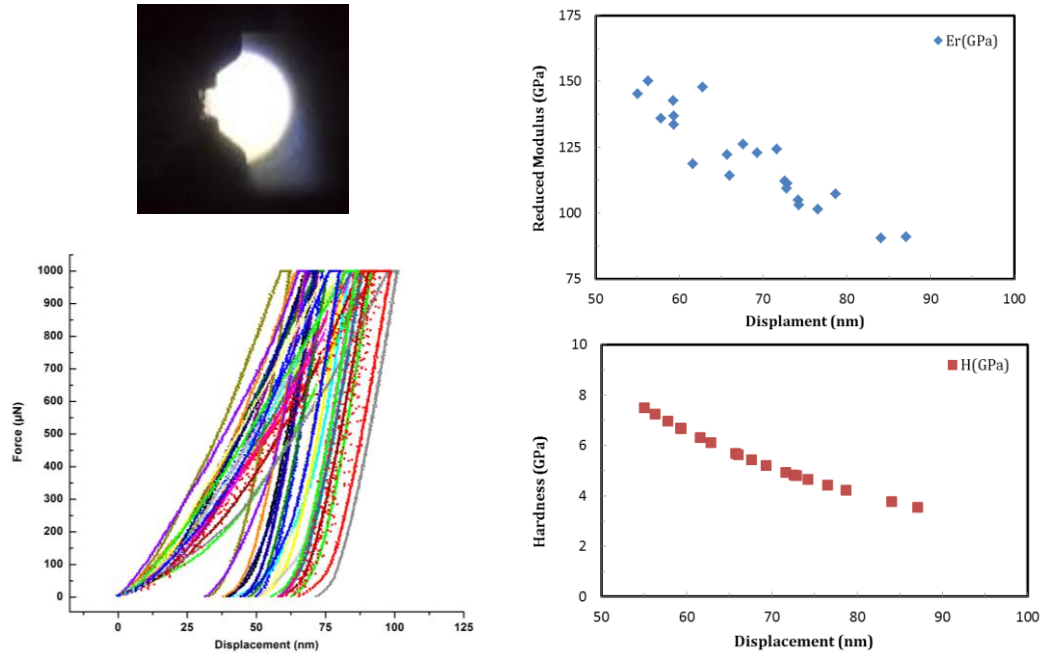 175
150
125
100
75
Reduced Modulus (GPa)
Er(GPa)
50 60 70 80 90 100
Displament (nm)
1000
900
800
700
600
500
400
300
200
100
0
Force (µN)
0 25 50 75 100 125
Displacement (nm)
10
8
6
4
2
0
Hardness (GPa)
H(GPa)
50 60 70 80 90 100
Displacement (nm)